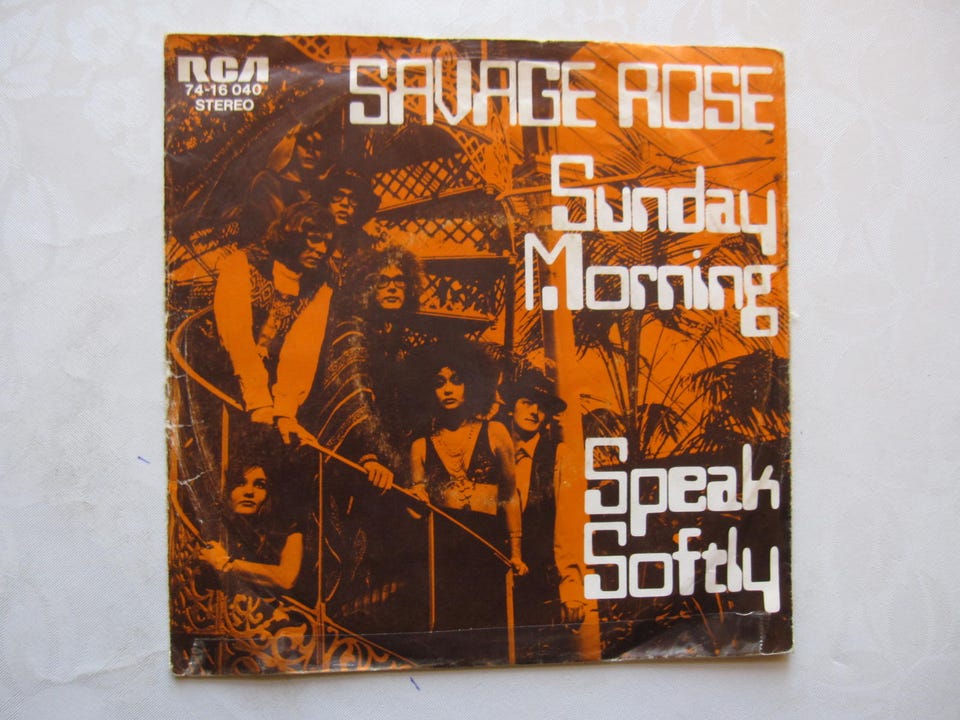 RCA
74-16 040
STEREO
SAVAGE ROSE
Sunday
Morning
Speak
Softly